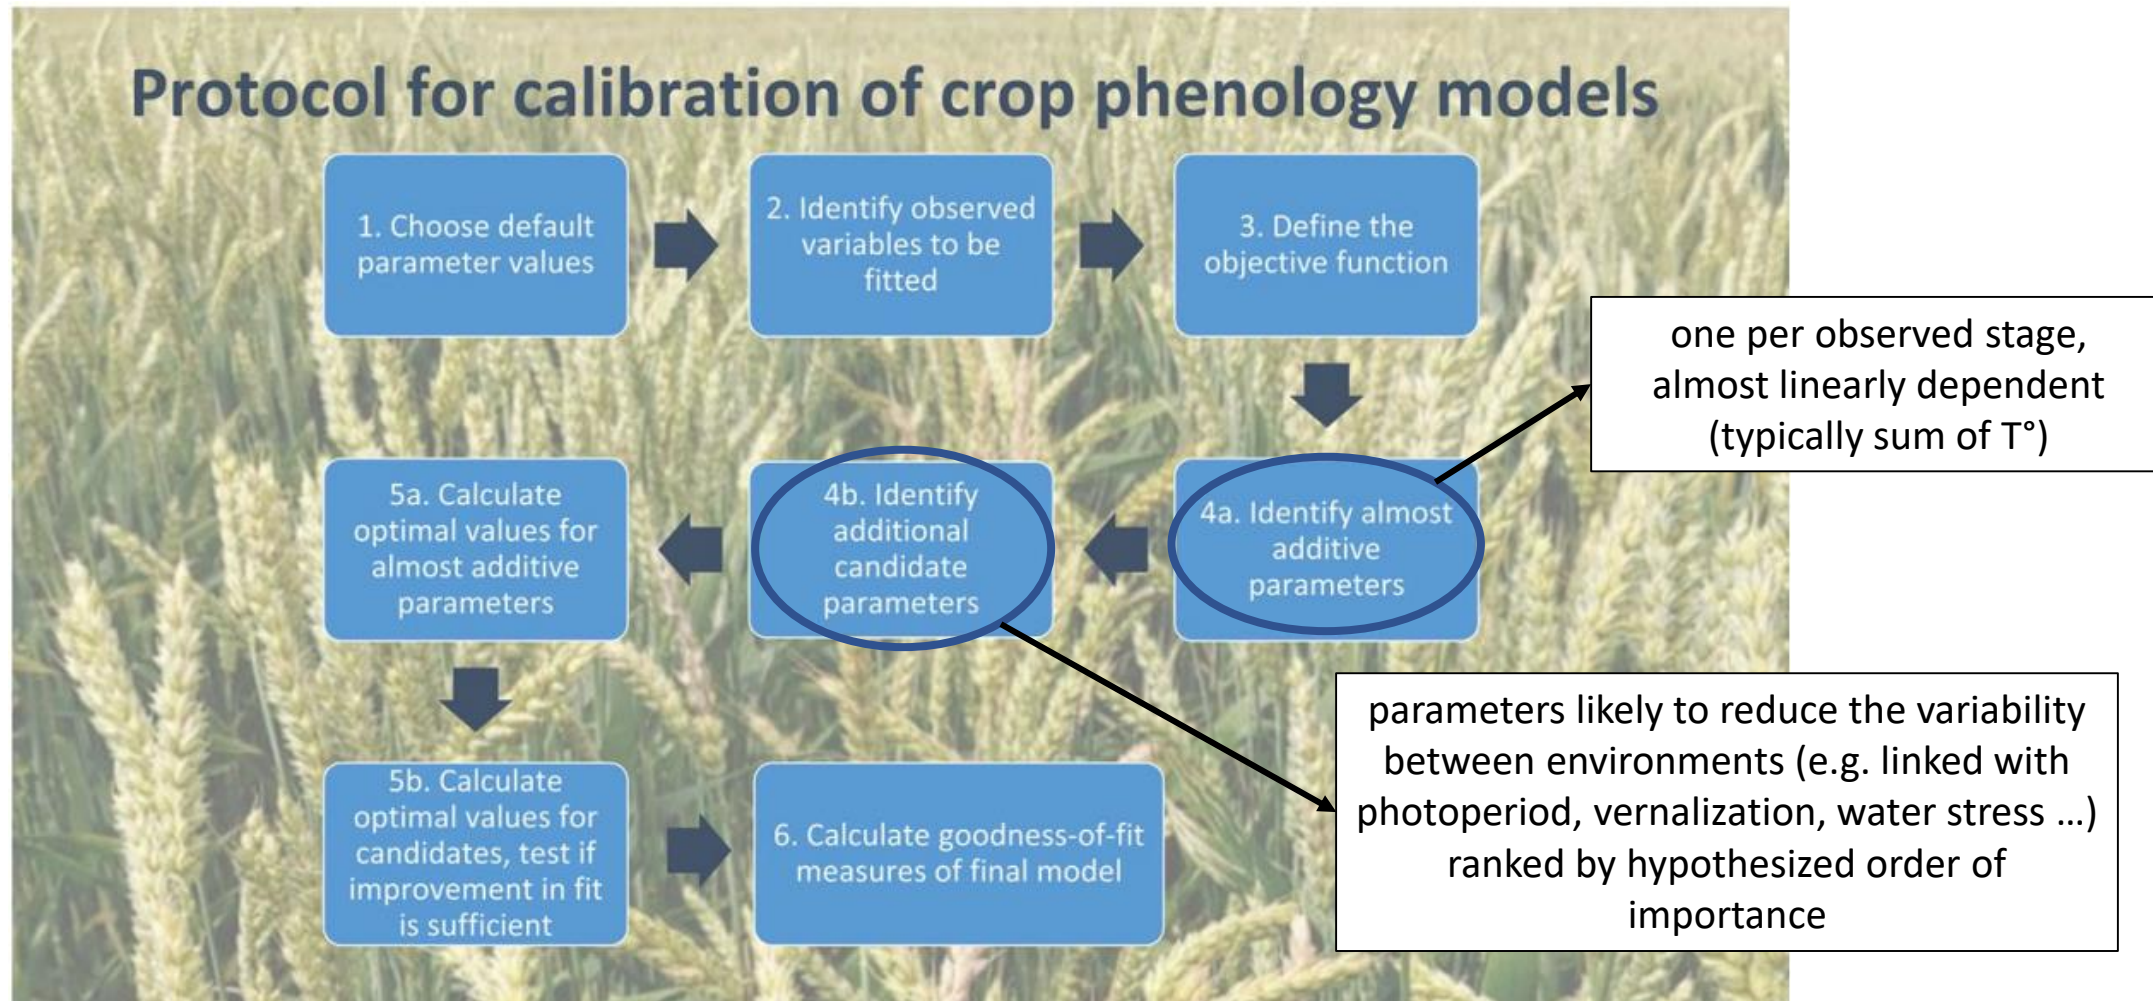 Protocol for calibration of crop phenology models
1. Choose default
parameter values
2. Identify observed
variables to be
fitted
3. Define the
objective function
one per observed stage,
almost linearly dependent
(typically sum of T°)
4a. Identify almost
additive
parameters
4b. Identify
additional
candidate
parameters
5a. Calculate
optimal values for
almost additive
parameters
parameters likely to reduce the variability
between environments (e.g. linked with
photoperiod, vernalization, water stress …)
ranked by hypothesized order of
importance
5b. Calculate
optimal values for
candidates, test if
improvement in fit
is sufficient
6. Calculate goodness-of-fit
measures of final model